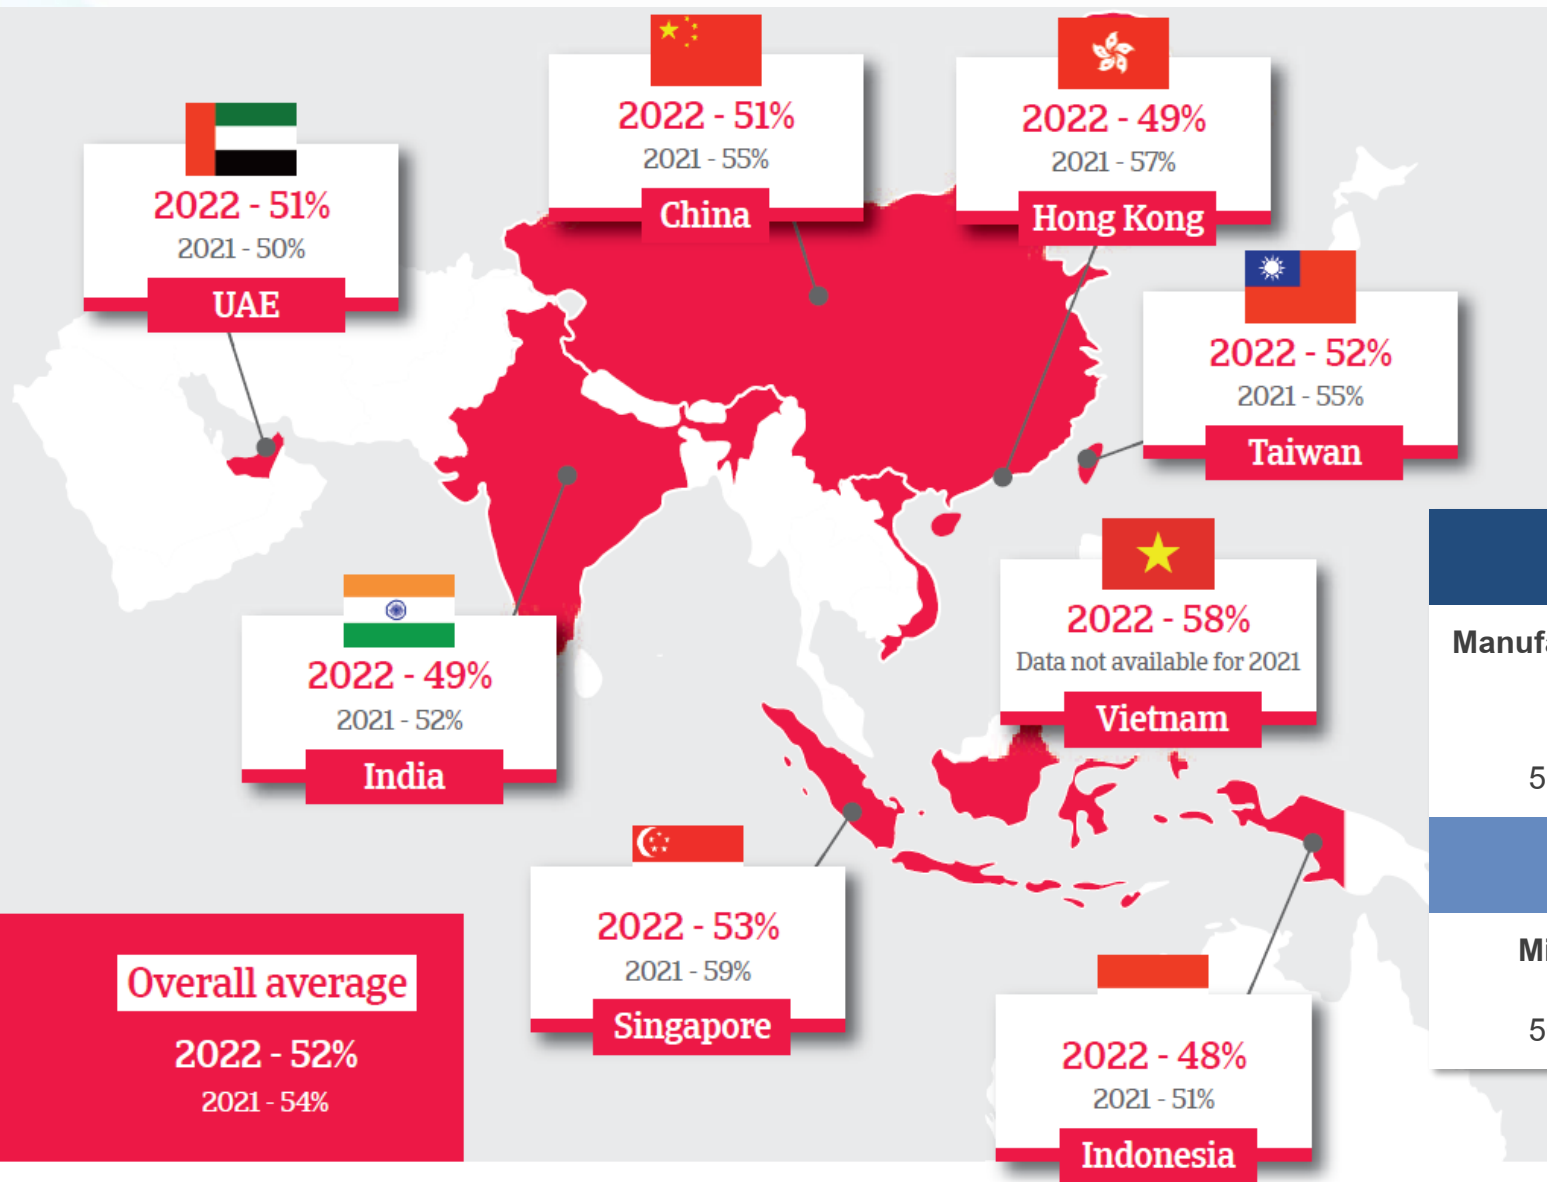 2022 - 51%
2021 - 55%
China
2022 - 49%
2021 - 57%
Hong Kong
2022 - 51%
2021 - 50%
UAE
2022 - 52%
2021 - 55%
Taiwan
2022 - 58%
Data not available for 2021
Vietnam
2022 - 49%
2021 - 52%
India
2022 - 53%
2021 - 59%
Singapore
2022 - 48%
2021 - 51%
Indonesia
Overall average
2022 - 52%
2021 - 54%